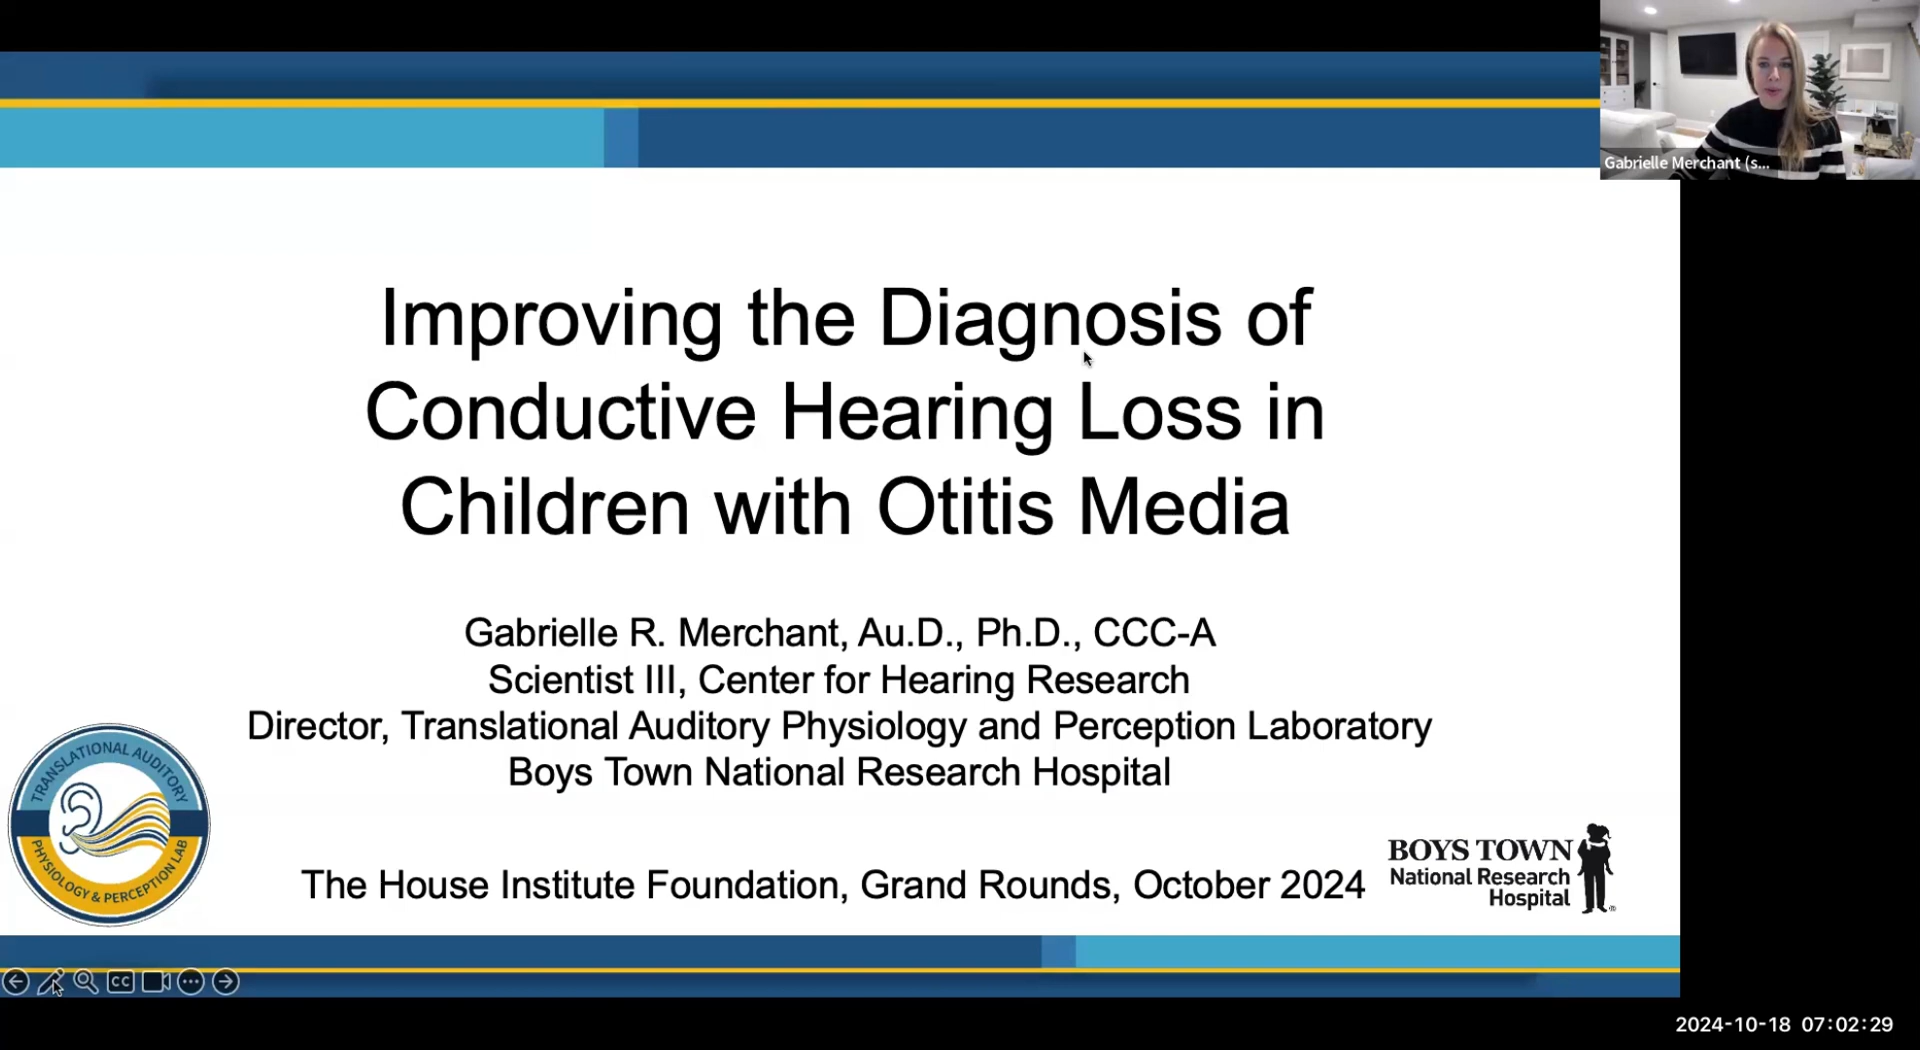 Gabrielle Merchant (s...
Improving the Diagnosis of
Conductive Hearing Loss in
Children with Otitis Media
Gabrielle R. Merchant, Au.D., Ph.D., CCC-A
Scientist III, Center for Hearing Research
Director, Translational Auditory Physiology and Perception Laboratory
Boys Town National Research Hospital
TRANSLATIONAL AUDITORY
PHYSIOLOGY & PERCEPTION LAB
The House Institute Foundation, Grand Rounds, October 2024
BOYS TOWN
National Research
Hospital
®
CC
2024-10-18 07:02:29